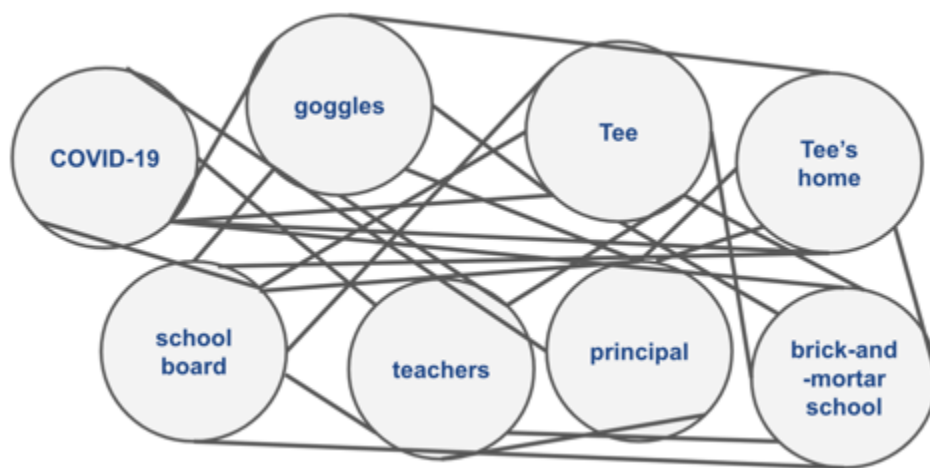 COVID-19
goggles
Tee
Tee's
home
school
board
teachers
principal
brick-and
-mortar
school